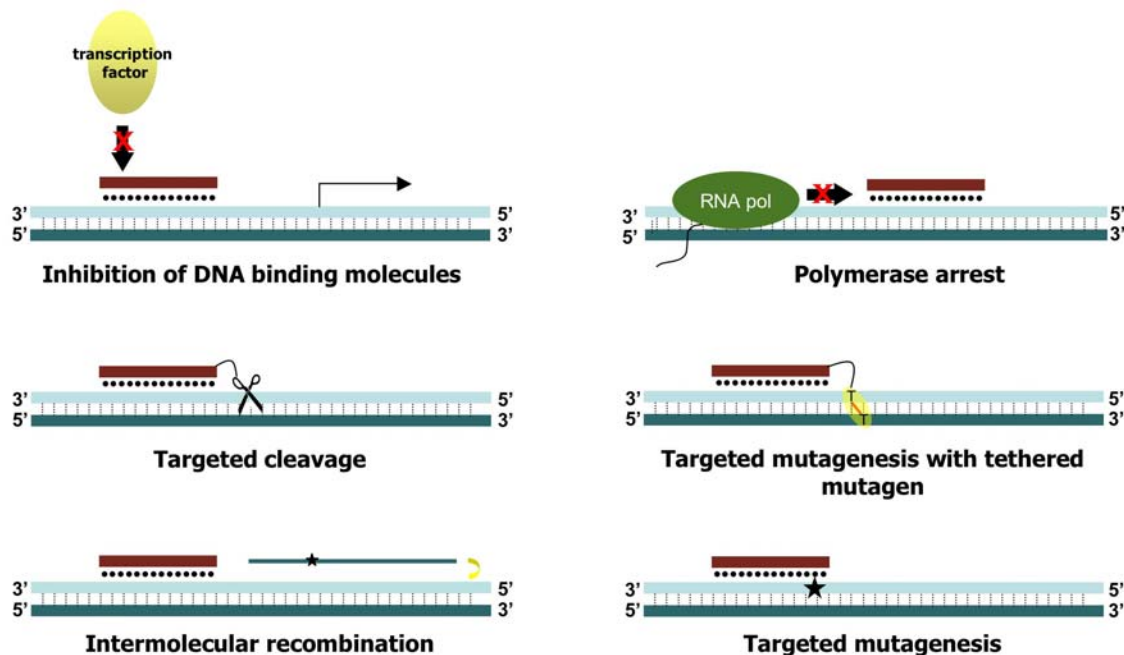 transcription
factor
3’ 5’
5’ 3’
Inhibition of DNA binding molecules
RNA pol
3’ 5’
5’ 3’
Polymerase arrest
3’ 5’
5’ 3’
Targeted cleavage
T
3’ 5’
5’ T 3’
Targeted mutagenesis with tethered
mutagen
3’ 5’
5’ 3’
Intermolecular recombination
3’ 5’
5’ 3’
Targeted mutagenesis